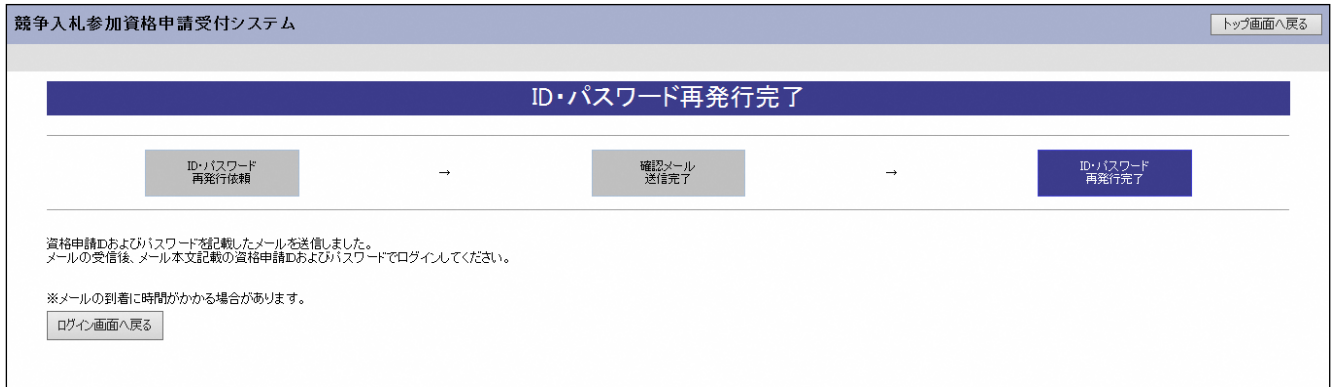 競争入札参加資格申請受付システム
トップ画面へ戻る
ID・パスワード再発行完了
ID・パスワード
再発行依頼
→
確認メール
送信完了
→
ID・パスワード
再発行完了
資格申請IDおよびパスワードを記載したメールを送信しました。
メールの受信後、メール本文記載の資格申請IDおよびパスワードでログインしてください。
※メールの到着に時間がかかる場合があります。
ログイン画面へ戻る